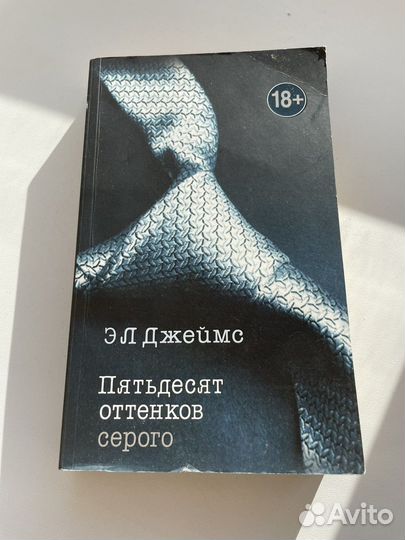 18+
ЭЛ Джеймс
Пятьдесят
оттенков
серого
Avito